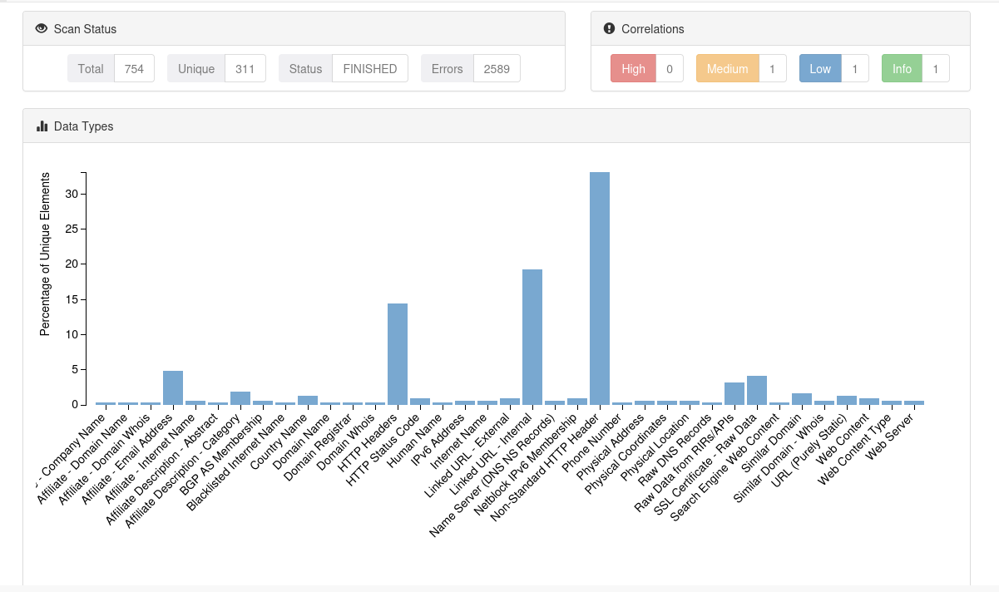 Scan Status
Total 754 Unique 311 Status FINISHED Errors 2589
Correlations
High 0 Medium 1 Low 1 Info 1
Data Types
Percentage of Unique Elements
30
25
20
15
10
5
0
- Company Name
Affiliate - Domain Name
Affiliate - Domain Whois
Affiliate - Email Address
Affiliate - Internet Name
Affiliate Description - Abstract
Affiliate Description - Category
BGP AS Membership
Blacklisted Internet Name
Country Name
Domain Name
Domain Registrar
Domain Whois
HTTP Headers
HTTP Status Code
Human Name
IPv6 Address
Internet Name
Linked URL - External
Linked URL - Internal
Name Server (DNS NS Records)
Netblock IPv6 Membership
Non-Standard HTTP Header
Phone Number
Physical Address
Physical Coordinates
Physical Location
Raw DNS Records
Raw Data from RIRs/APIs
SSL Certificate - Raw Data
Search Engine Web Content
Similar Domain
Similar Domain - Whois
URL (Purely Static)
Web Content
Web Content Type
Web Server